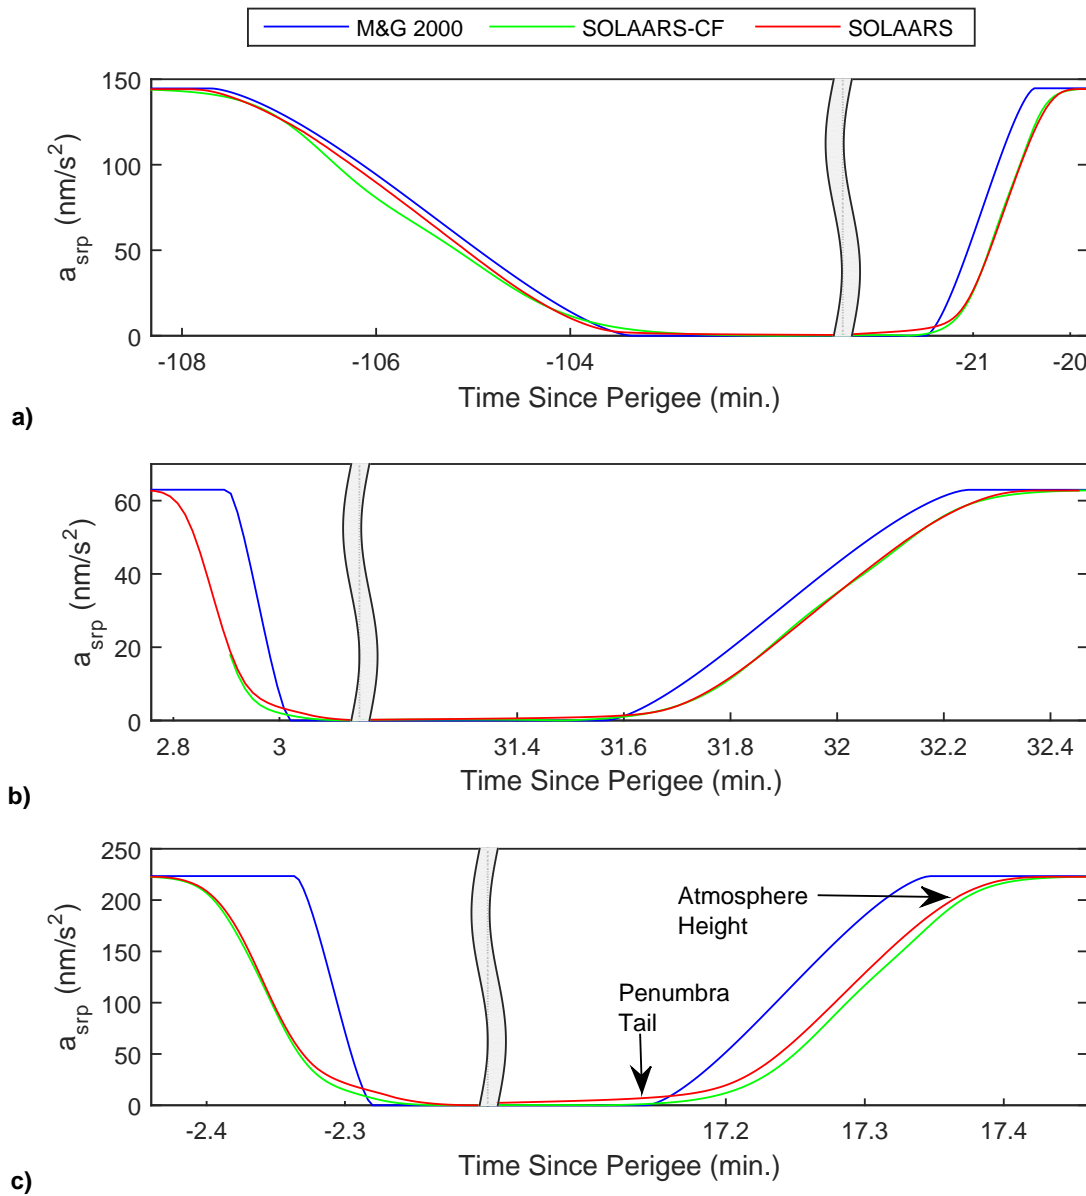 M&G 2000 SOLAARS-CF SOLAARS
150
100
50
0
a_srp (nm/s²)
-108 -106 -104 -21 -20
Time Since Perigee (min.)
a)
60
40
20
0
a_srp (nm/s²)
2.8 3 31.4 31.6 31.8 32 32.2 32.4
Time Since Perigee (min.)
b)
250
200
150
100
50
0
a_srp (nm/s²)
Atmosphere
Height
Penumbra
Tail
-2.4 -2.3 17.2 17.3 17.4
Time Since Perigee (min.)
c)